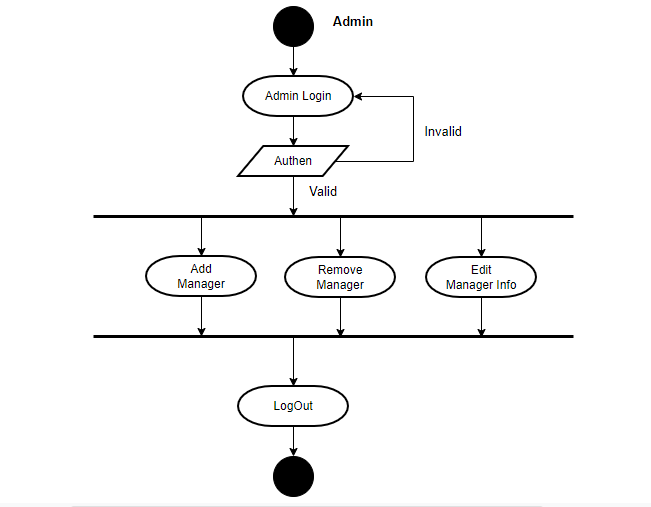 Admin
Admin Login
Invalid
Authen
Valid
Add
Manager
Remove
Manager
Edit
Manager Info
LogOut